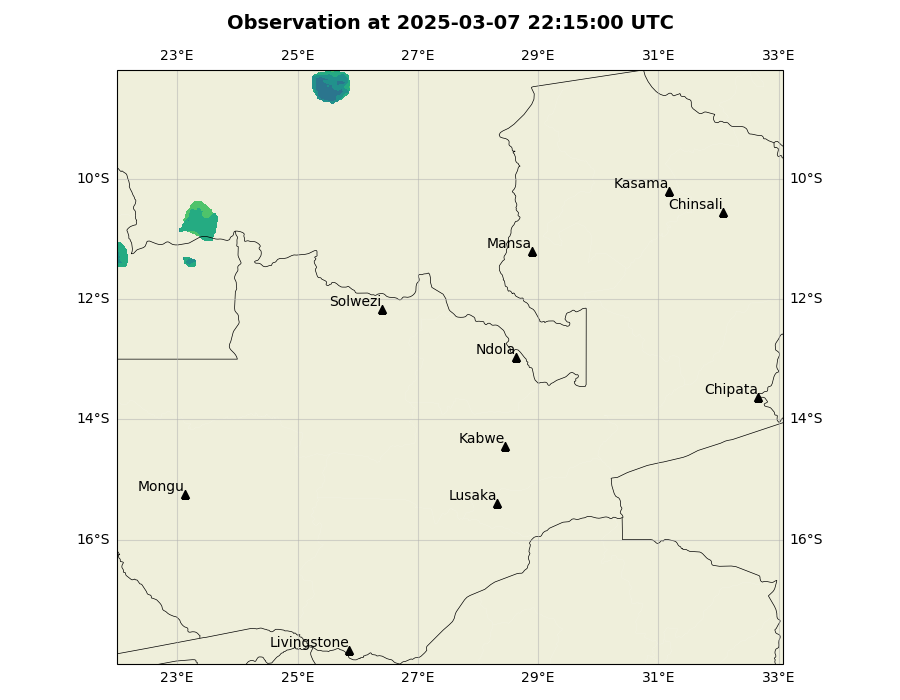 Observation at 2025-03-07 22:15:00 UTC
23°E 25°E 27°E 29°E 31°E 33°E
10°S 10°S
Kasama
Chinsali
Mansa
12°S 12°S
Solwezi
Ndola
Chipata
14°S 14°S
Kabwe
Mongu
Lusaka
16°S 16°S
Livingstone
23°E 25°E 27°E 29°E 31°E 33°E